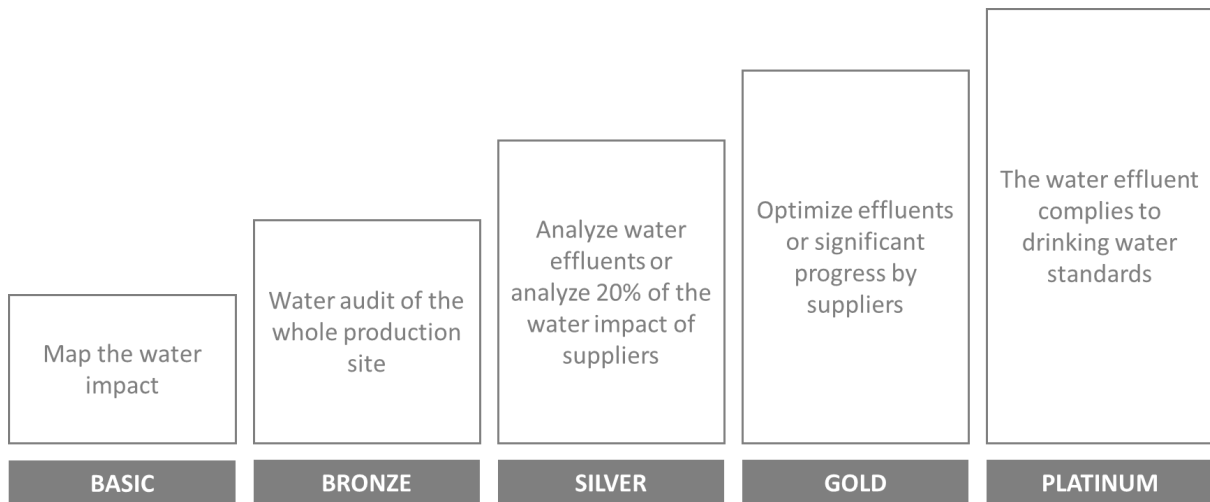 Map the water
impact
BASIC
Water audit of the
whole production
site
BRONZE
Analyze water
effluents or
analyze 20% of the
water impact of
suppliers
SILVER
Optimize effluents
or significant
progress by
suppliers
GOLD
The water effluent
complies to
drinking water
standards
PLATINUM